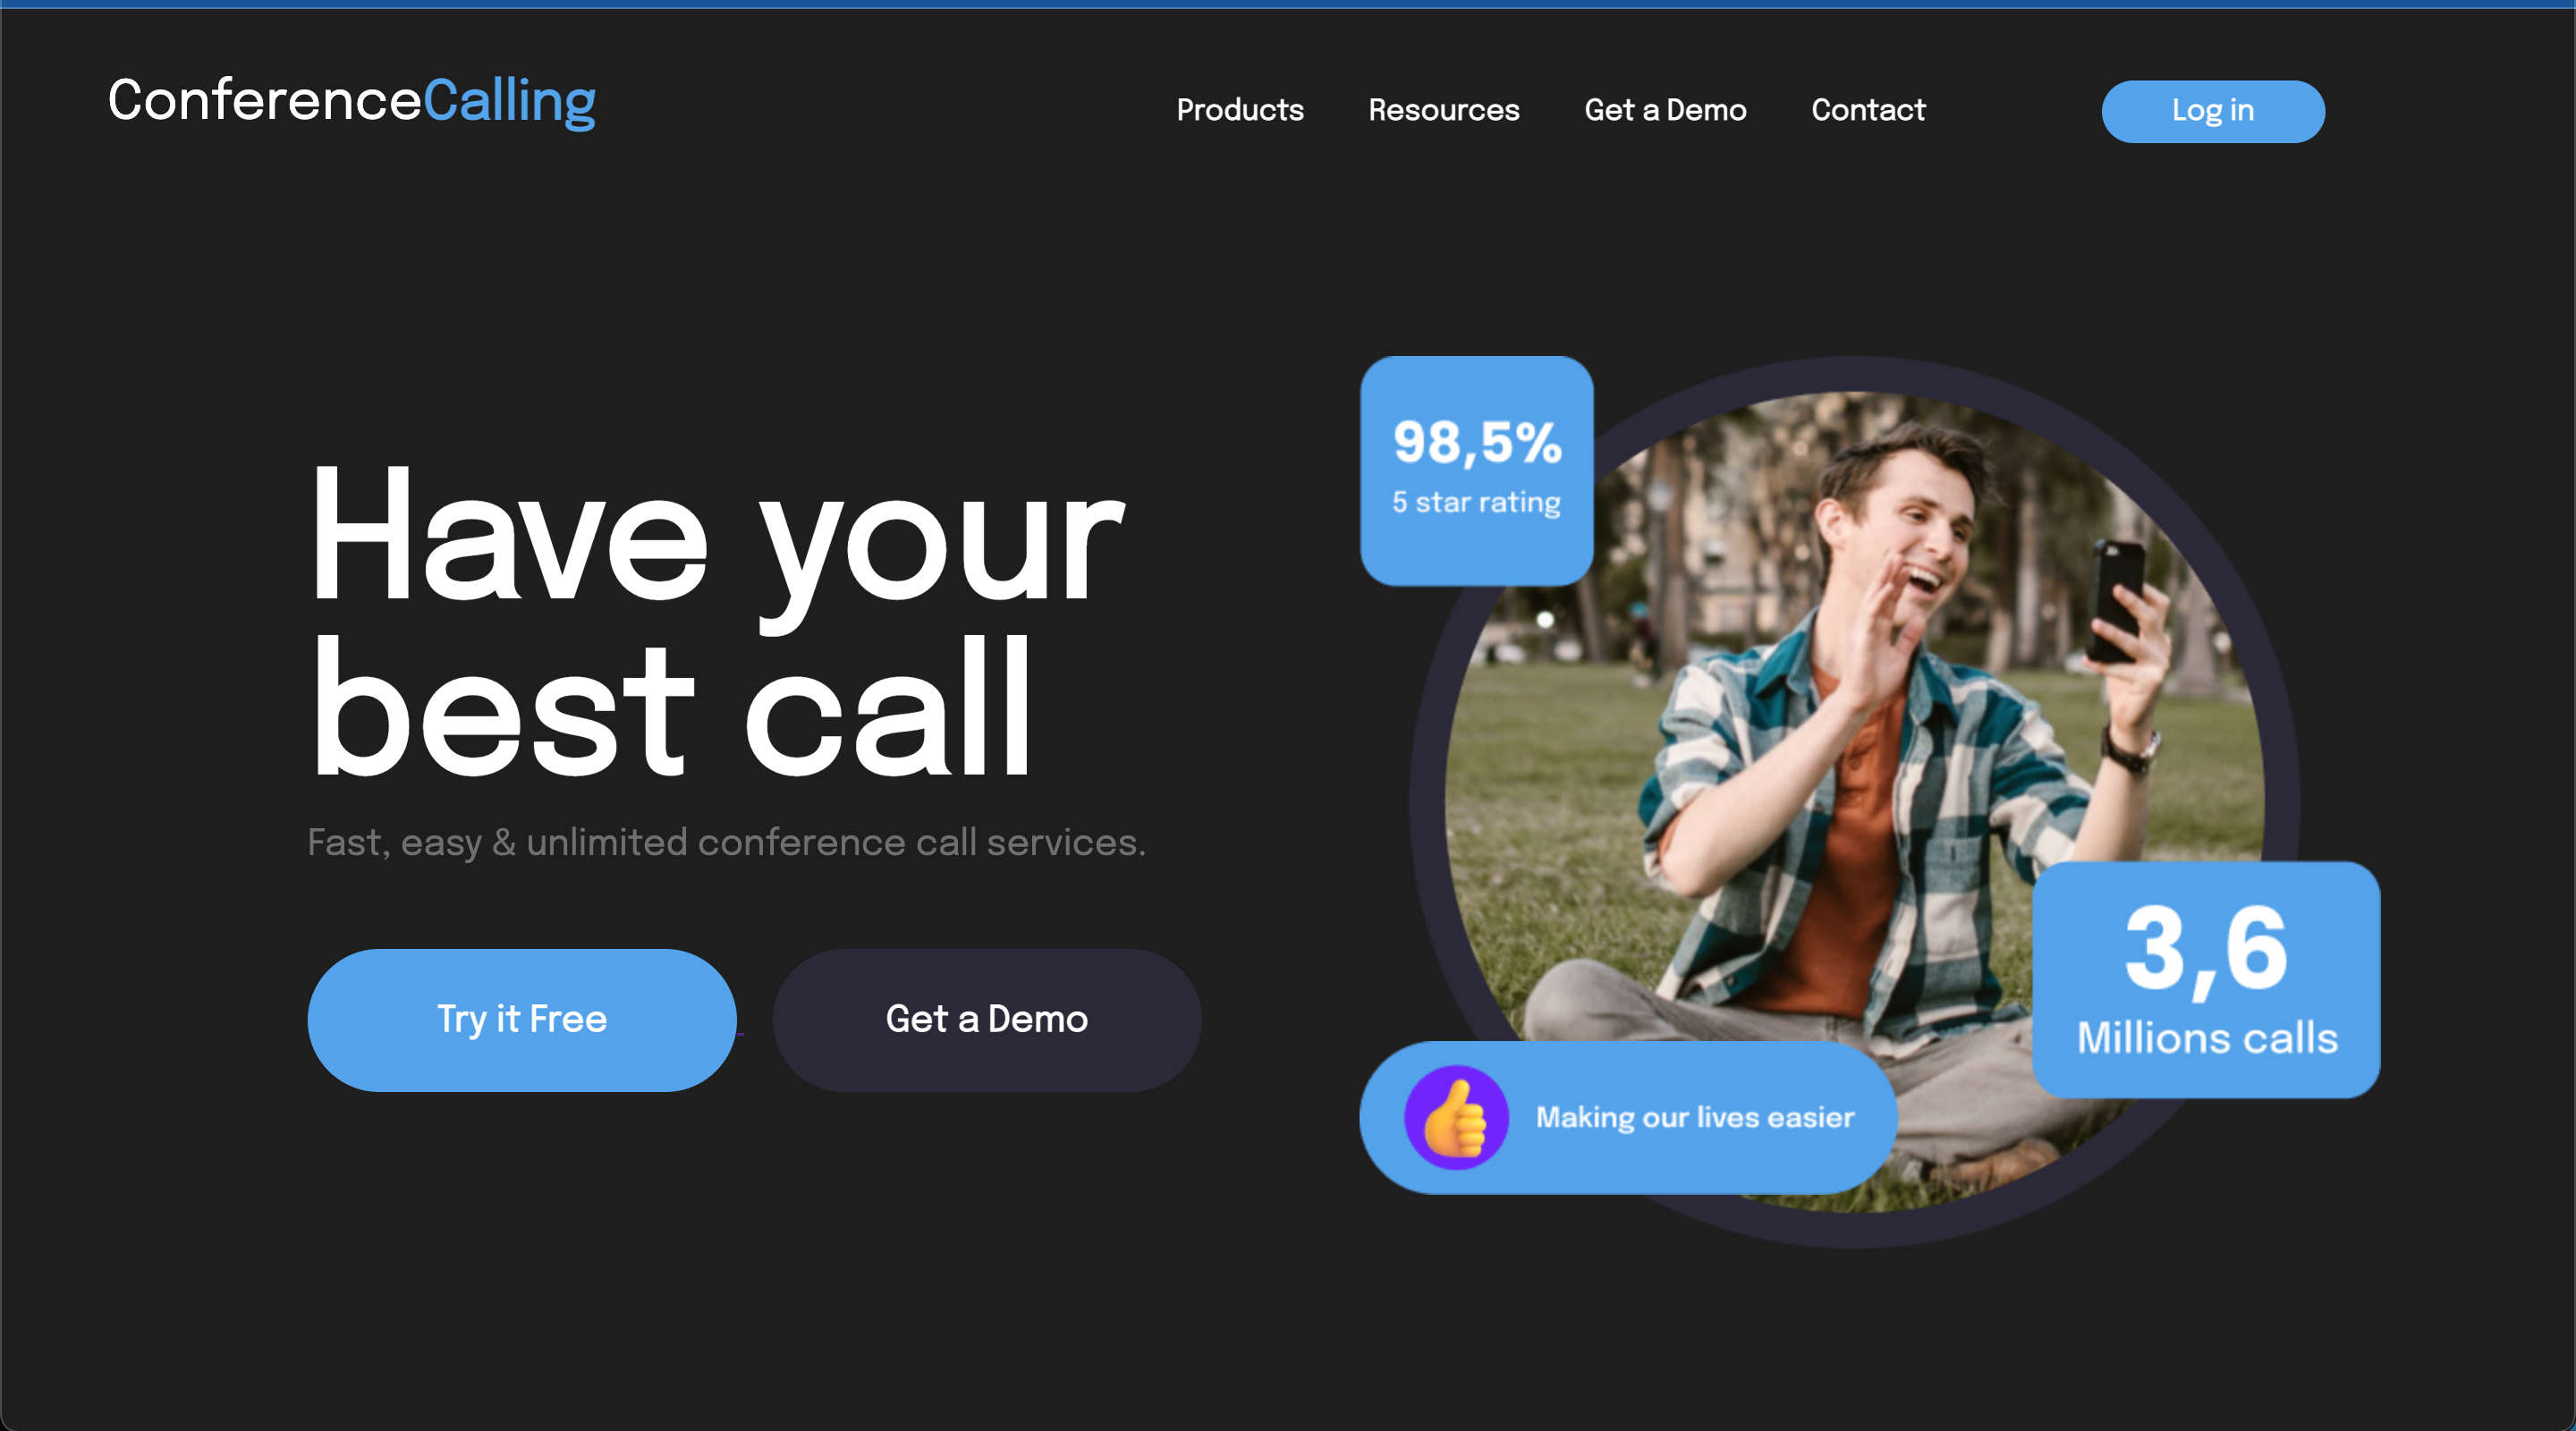 ConferenceCalling
Products Resources Get a Demo Contact Log in
98,5%
5 star rating
Have your
best call
Fast, easy & unlimited conference call services.
Try it Free Get a Demo
3,6
Millions calls
Making our lives easier